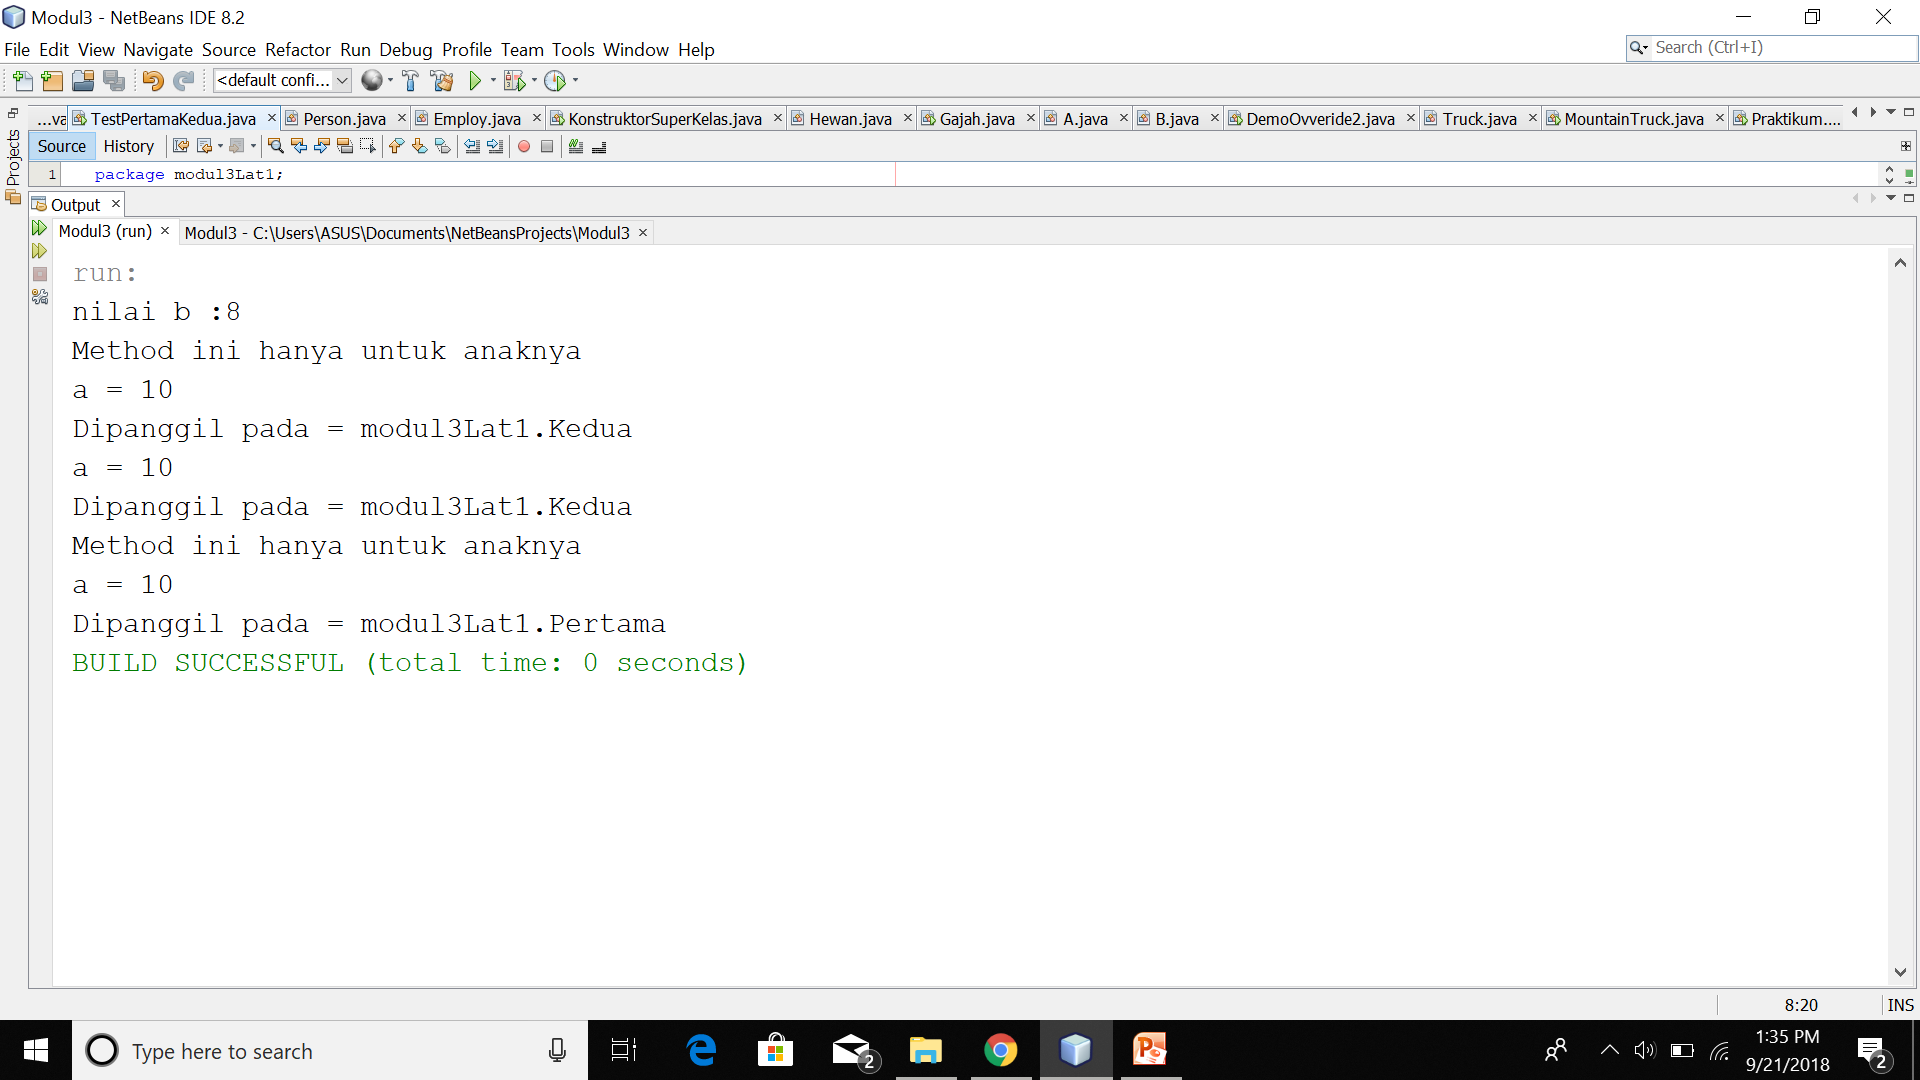 Modul3 - NetBeans IDE 8.2
File Edit View Navigate Source Refactor Run Debug Profile Team Tools Window Help
Search (Ctrl+I)
<default confi...
...va TestPertamaKedua.java Person.java Employ.java KonstruktorSuperKelas.java Hewan.java Gajah.java A.java B.java DemoOvveride2.java Truck.java MountainTruck.java Praktikum....
Projects
Source History
1 package modul3Lat1;
Output
Modul3 (run) Modul3 - C:\Users\ASUS\Documents\NetBeansProjects\Modul3
run:
nilai b :8
Method ini hanya untuk anaknya
a = 10
Dipanggil pada = modul3Lat1.Kedua
a = 10
Dipanggil pada = modul3Lat1.Kedua
Method ini hanya untuk anaknya
a = 10
Dipanggil pada = modul3Lat1.Pertama
BUILD SUCCESSFUL (total time: 0 seconds)
8:20 INS
Type here to search
2
1:35 PM
9/21/2018
2